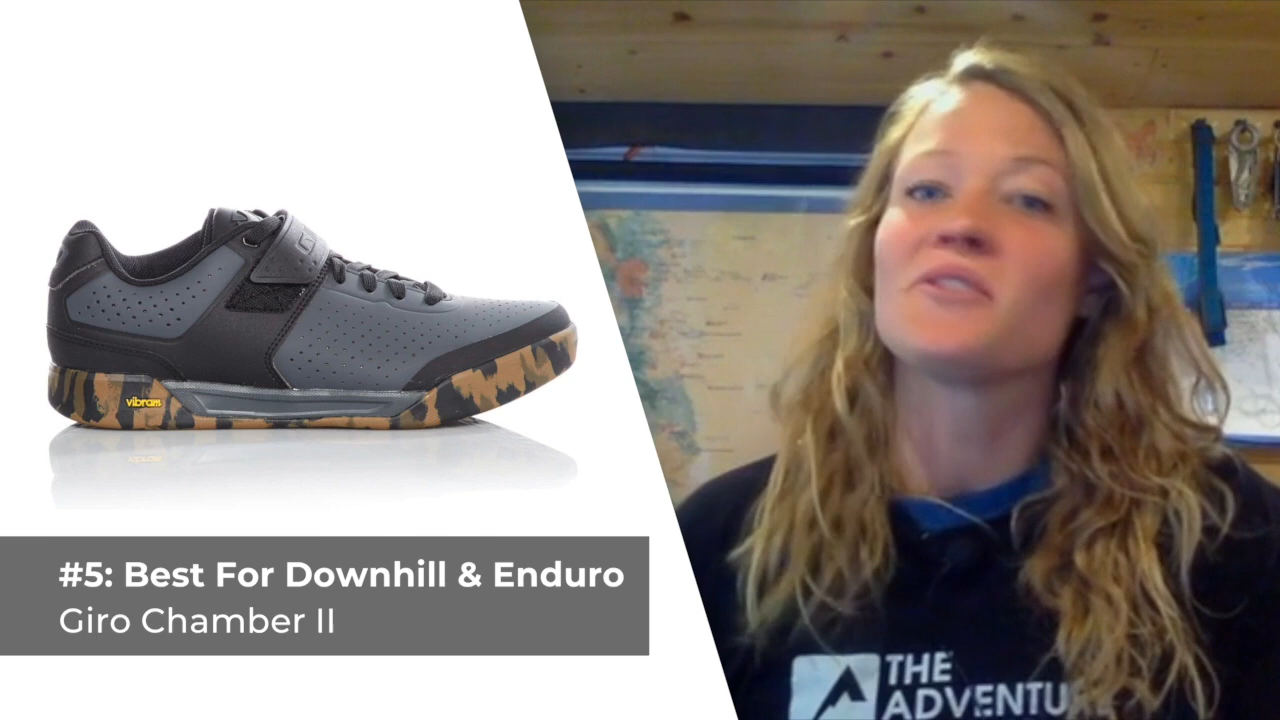 vibram
#5: Best For Downhill & Enduro
Giro Chamber II
THE
ADVENTU